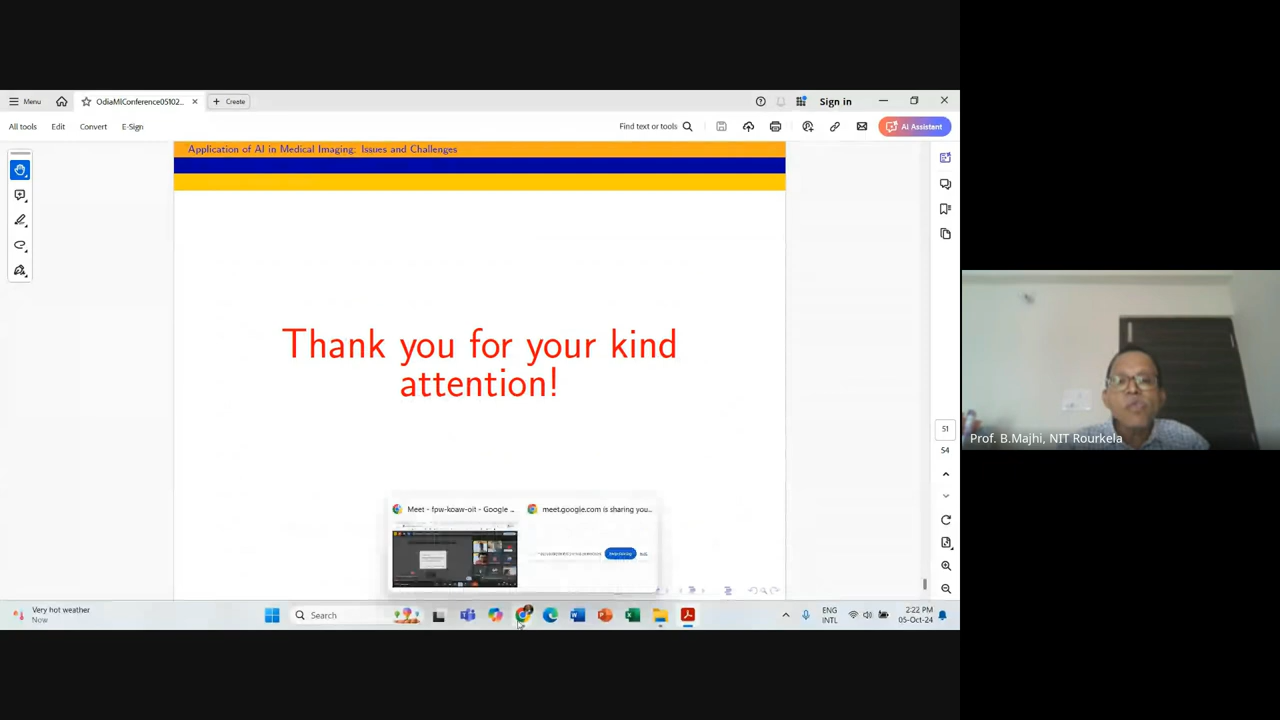 Menu
OdiaMlConference05102...
Create
Sign in
All tools
Edit
Convert
E-Sign
Find text or tools
AI Assistant
Application of AI in Medical Imaging: Issues and Challenges
Thank you for your kind
attention!
51
54
Meet - fpw-koaw-oit - Google ...
meet.google.com is sharing you...
Prof. B.Majhi, NIT Rourkela
Very hot weather
Now
Search
ENG
INTL
2:22 PM
05-Oct-24